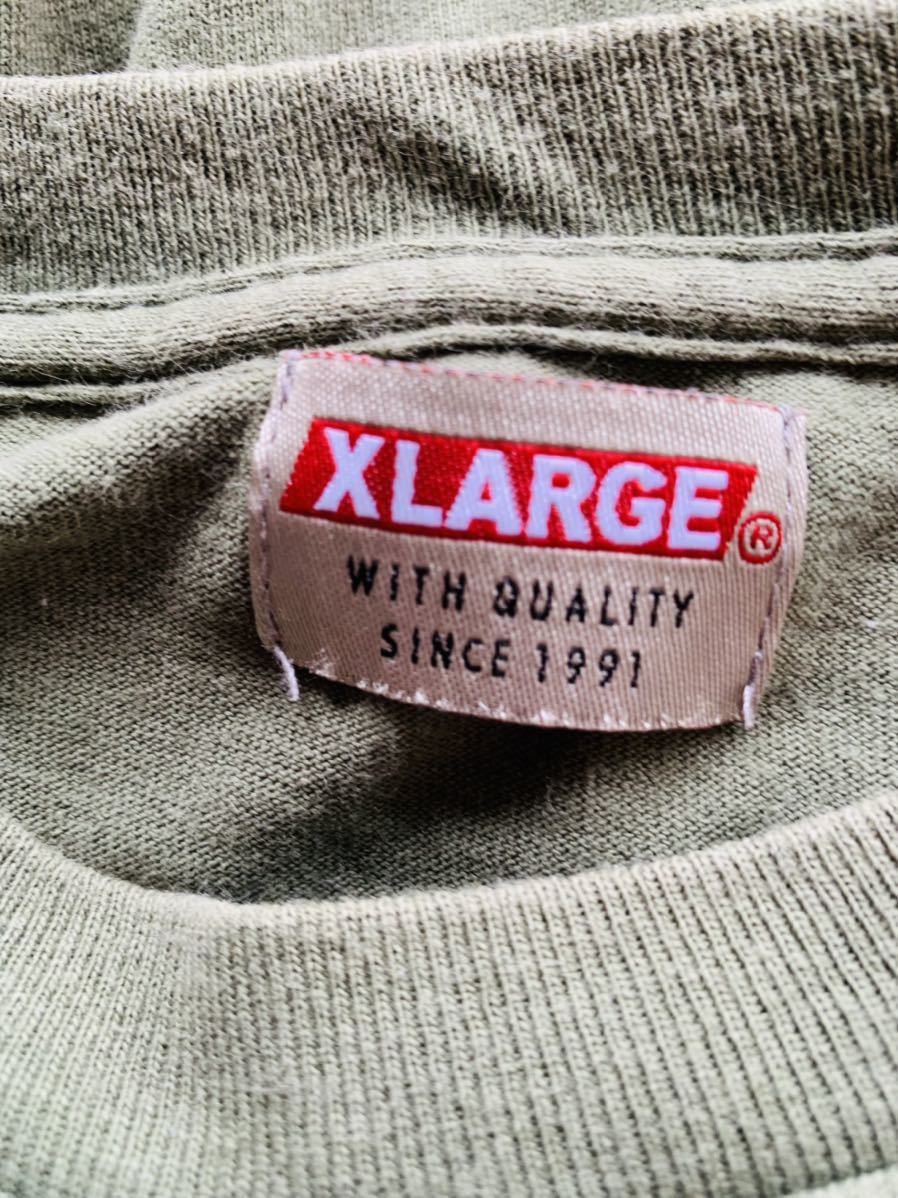 XLARGE®
WITH QUALITY
SINCE 1991